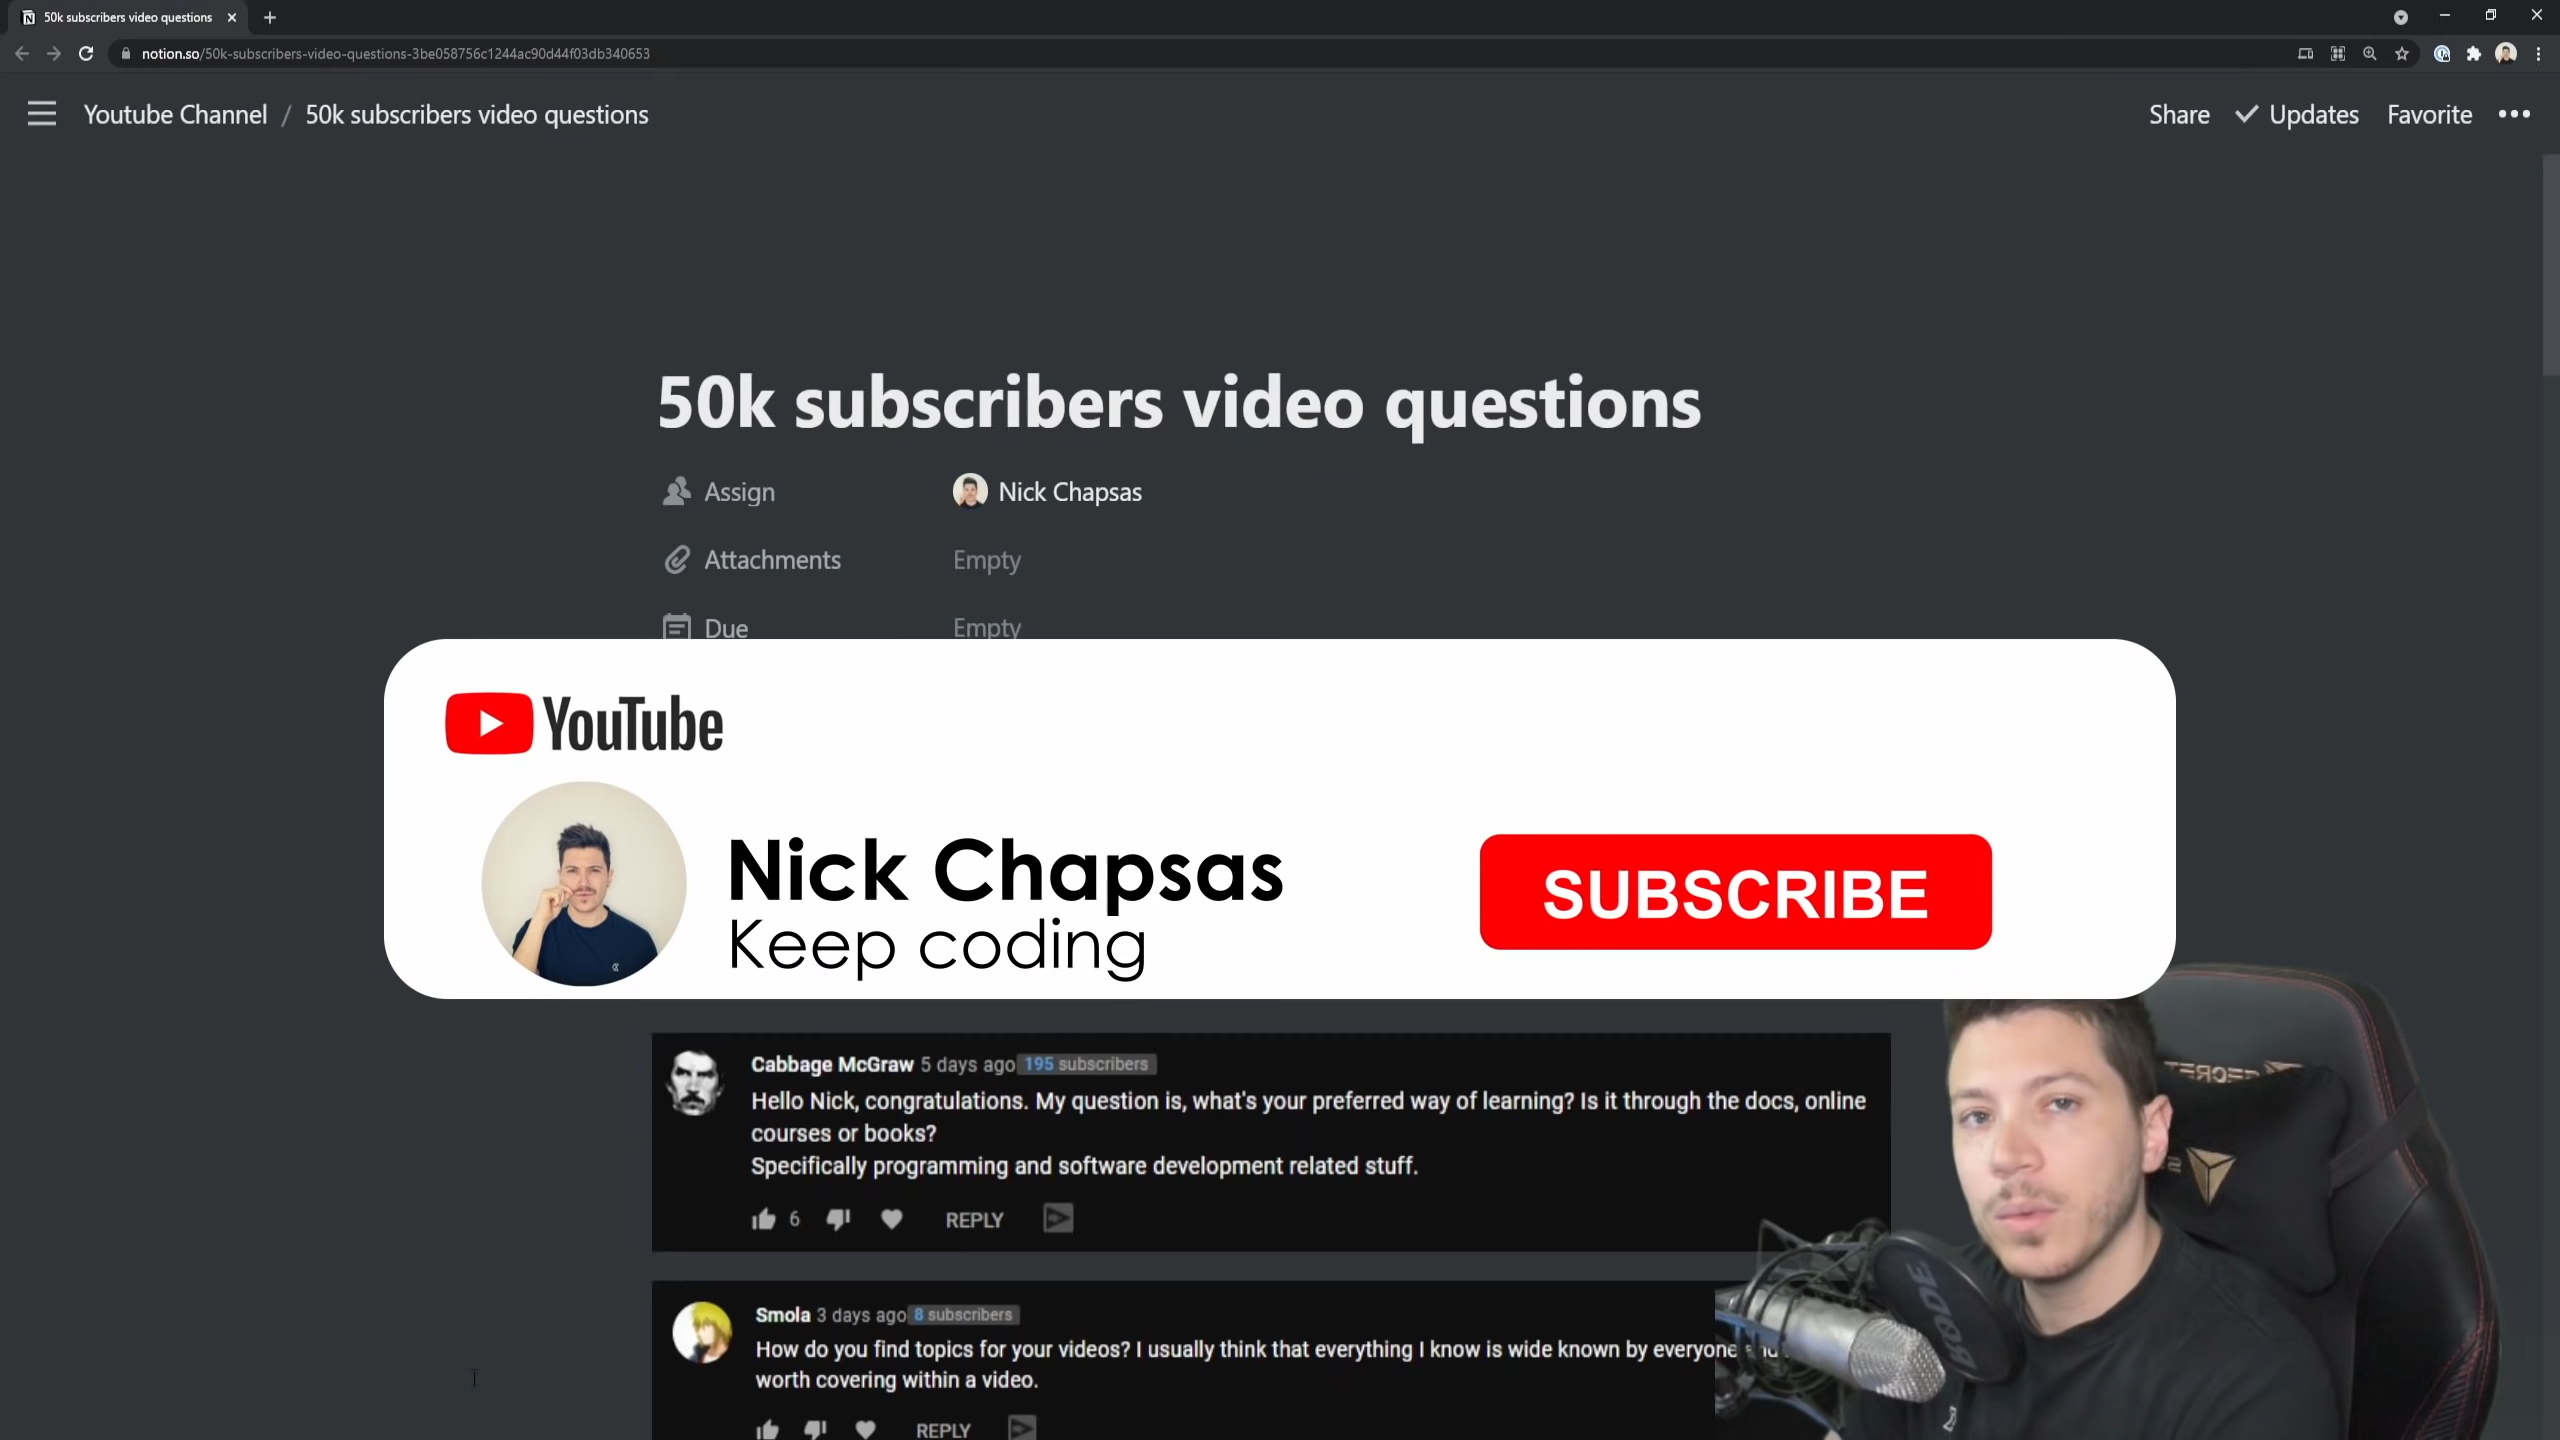 50k subscribers video questions
notion.so/50k-subscribers-video-questions-3be058756c1244ac90d44f03db340653
Youtube Channel / 50k subscribers video questions
Share Updates Favorite
50k subscribers video questions
Assign Nick Chapsas
Attachments Empty
Due Empty
YouTube
Nick Chapsas
Keep coding
SUBSCRIBE
Cabbage McGraw 5 days ago 195 subscribers
Hello Nick, congratulations. My question is, what's your preferred way of learning? Is it through the docs, online
courses or books?
Specifically programming and software development related stuff.
6 REPLY
Smola 3 days ago 8 subscribers
How do you find topics for your videos? I usually think that everything I know is wide known by everyone
worth covering within a video.
REPLY
RODE